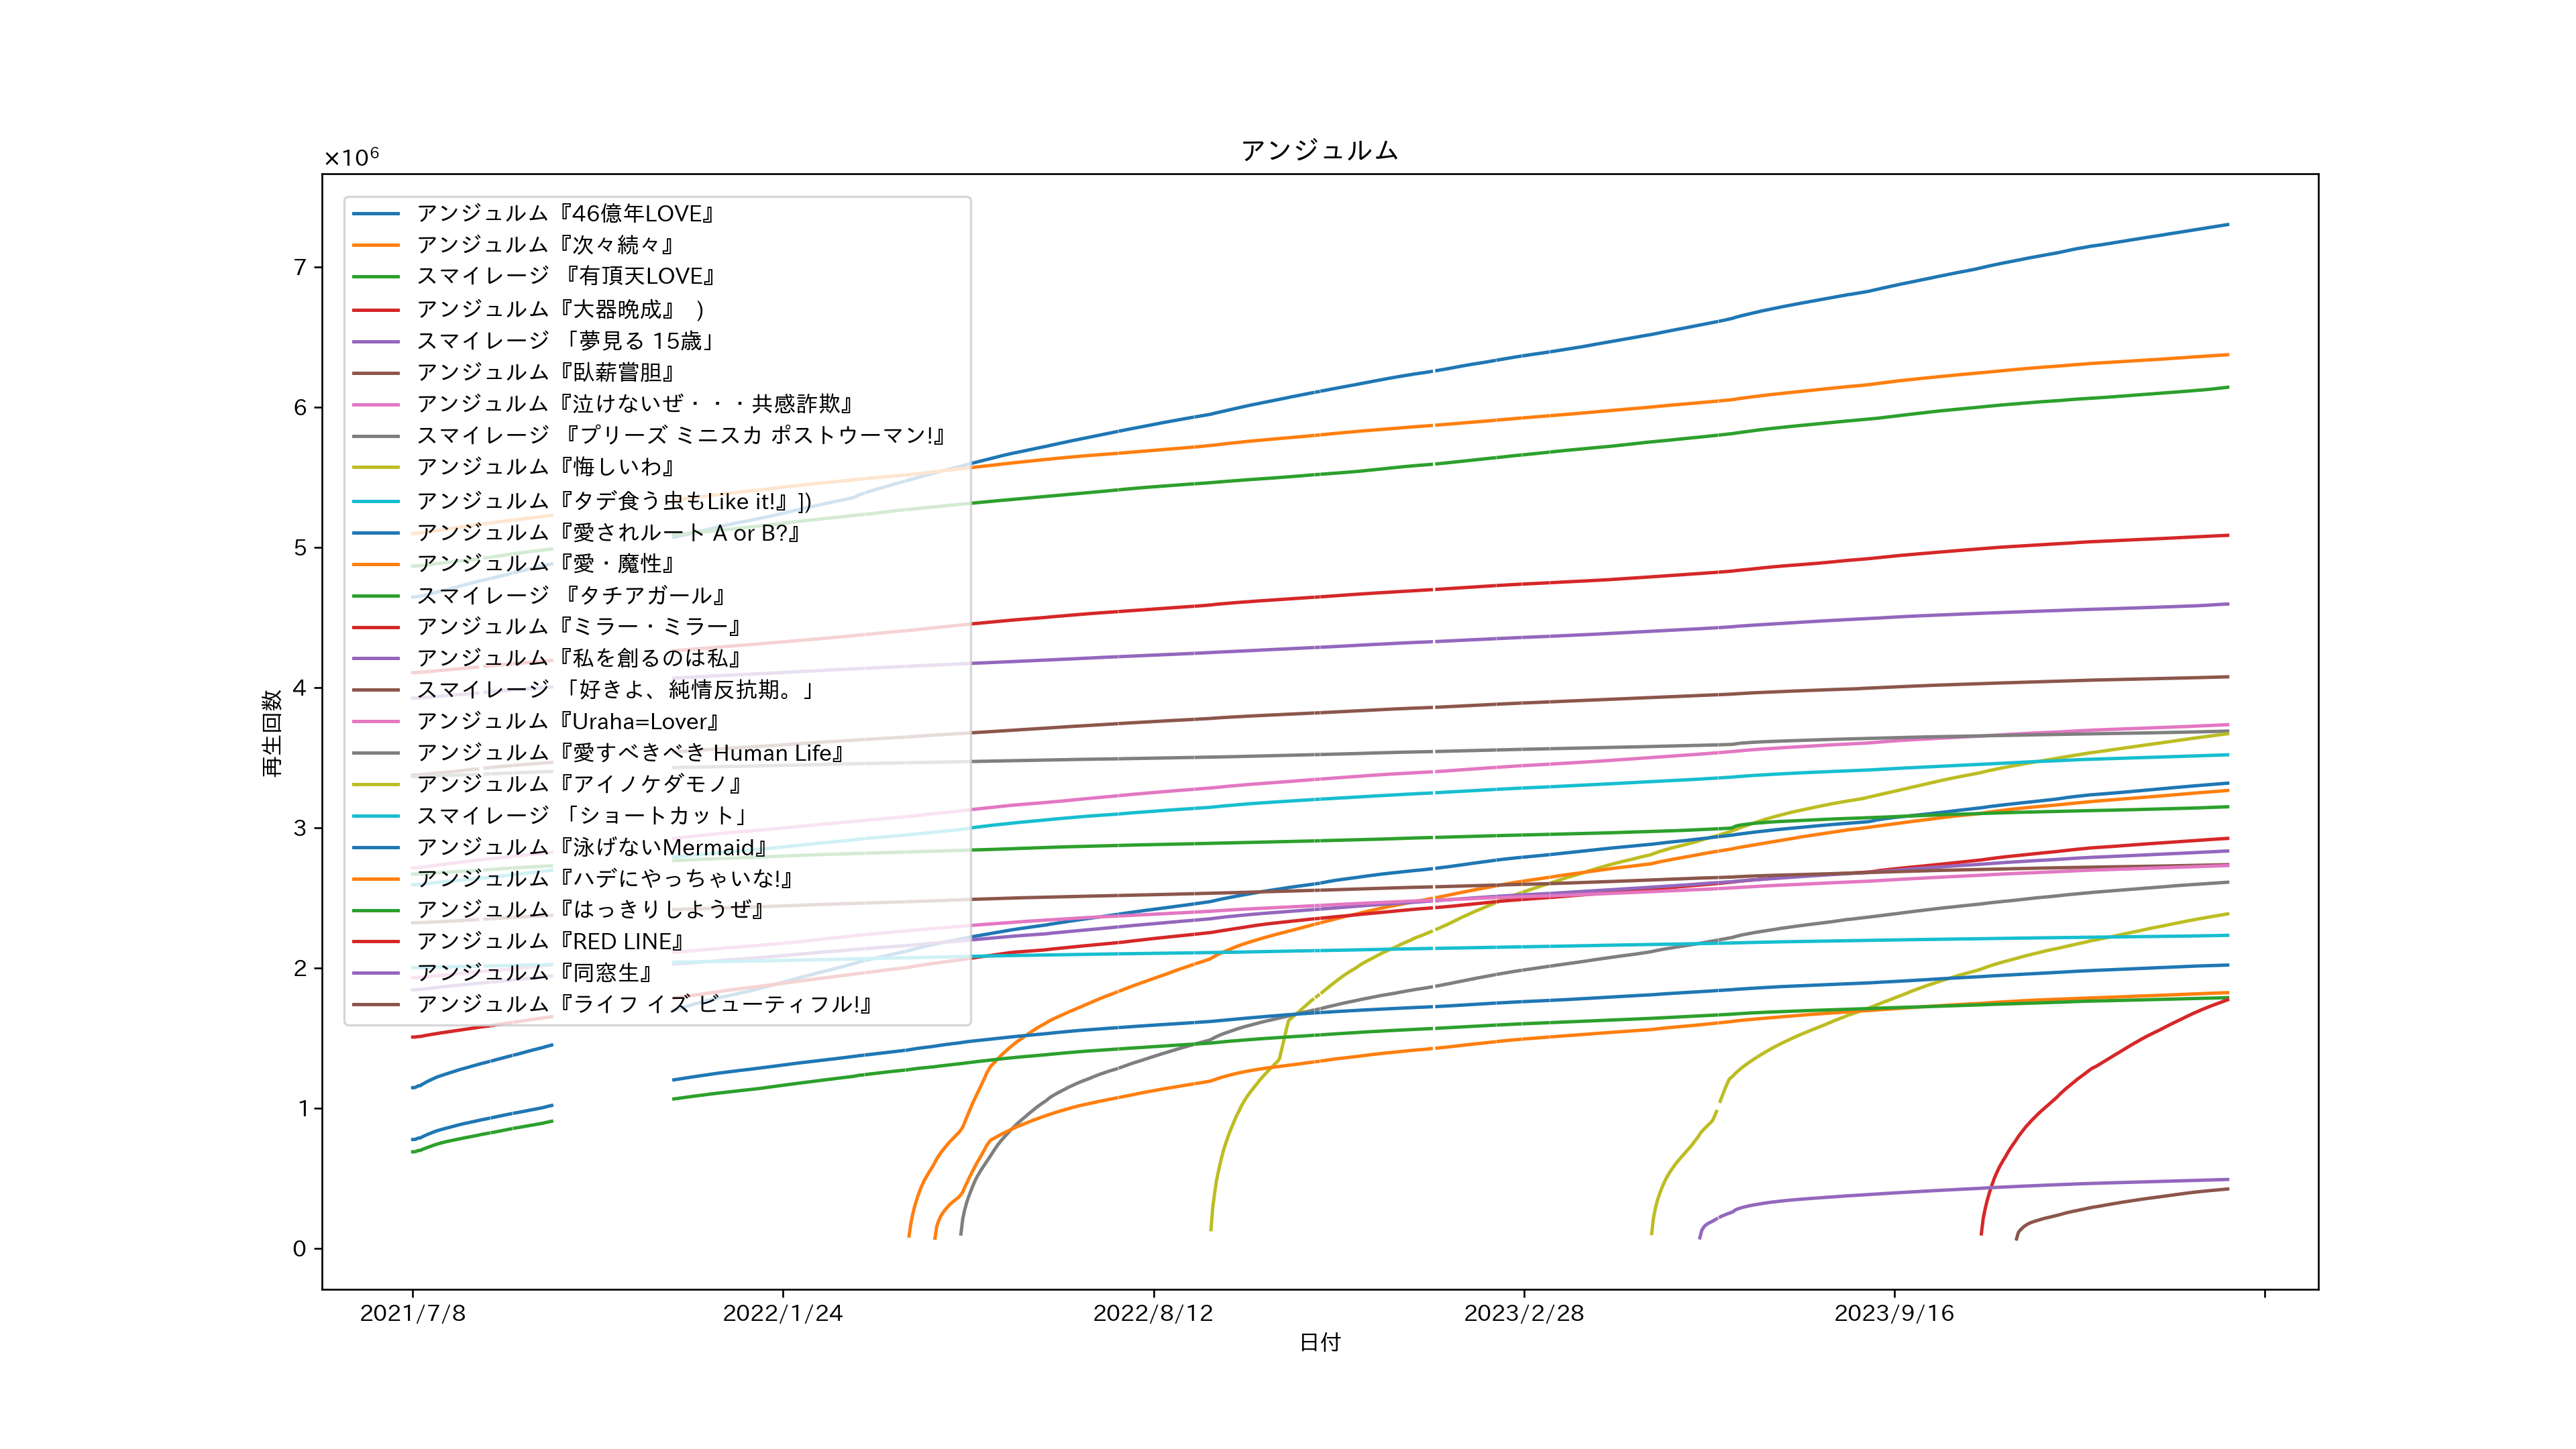 アンジュルム
×10⁶
アンジュルム『46億年LOVE』
アンジュルム『次々続々』
スマイレージ 『有頂天LOVE』
アンジュルム『大器晩成』 )
スマイレージ 「夢見る 15歳」
アンジュルム『臥薪嘗胆』
アンジュルム『泣けないぜ・・・共感詐欺』
スマイレージ 『プリーズ ミニスカ ポストウーマン!』
アンジュルム『悔しいわ』
アンジュルム『タデ食う虫もLike it!』])
アンジュルム『愛されルート A or B?』
アンジュルム『愛・魔性』
スマイレージ 『タチアガール』
アンジュルム『ミラー・ミラー』
アンジュルム『私を創るのは私』
スマイレージ 「好きよ、純情反抗期。」
アンジュルム『Uraha=Lover』
アンジュルム『愛すべきべき Human Life』
アンジュルム『アイノケダモノ』
スマイレージ 「ショートカット」
アンジュルム『泳げないMermaid』
アンジュルム『ハデにやっちゃいな!』
アンジュルム『はっきりしようぜ』
アンジュルム『RED LINE』
アンジュルム『同窓生』
アンジュルム『ライフ イズ ビューティフル!』
7
6
5
4
3
2
1
0
再生回数
2021/7/8 2022/1/24 2022/8/12 2023/2/28 2023/9/16
日付